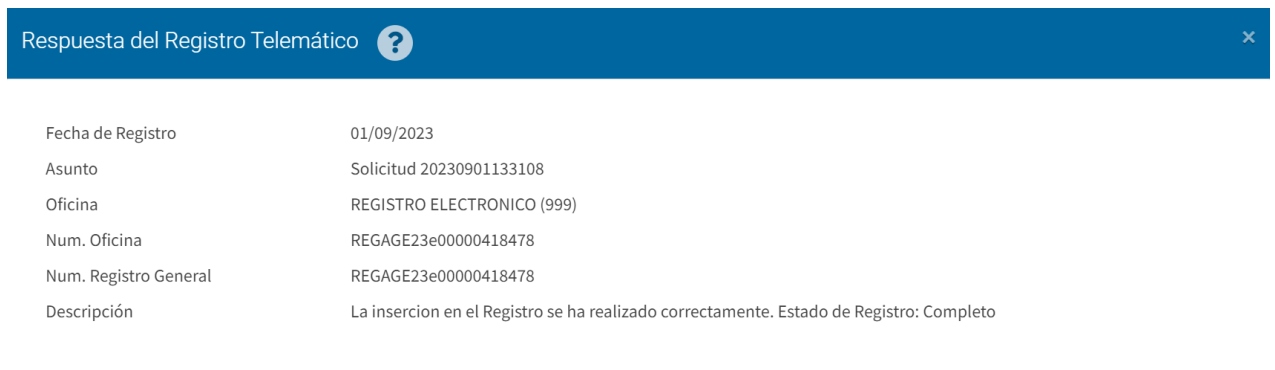 Respuesta del Registro Telemático ? ×
Fecha de Registro 01/09/2023
Asunto Solicitud 20230901133108
Oficina REGISTRO ELECTRONICO (999)
Num. Oficina REGAGE23e00000418478
Num. Registro General REGAGE23e00000418478
Descripción La insercion en el Registro se ha realizado correctamente. Estado de Registro: Completo